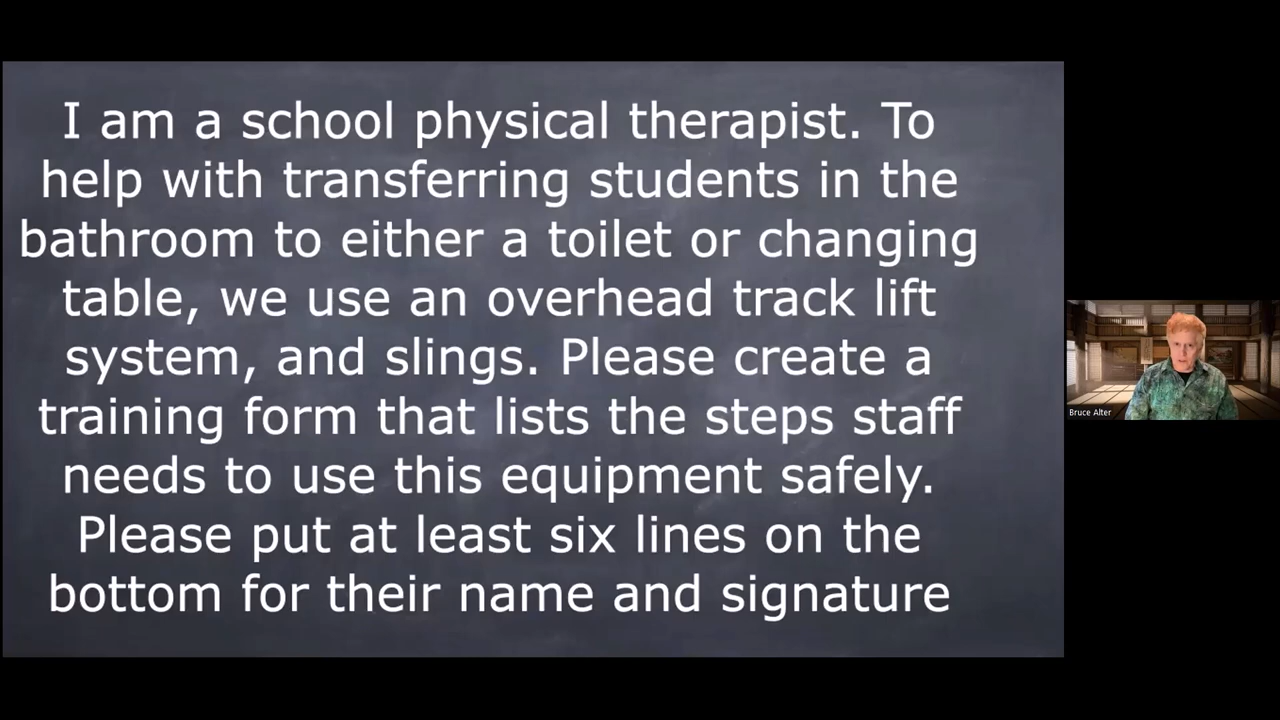 I am a school physical therapist. To
help with transferring students in the
bathroom to either a toilet or changing
table, we use an overhead track lift
system, and slings. Please create a
training form that lists the steps staff
needs to use this equipment safely.
Please put at least six lines on the
bottom for their name and signature
Bruce Alter